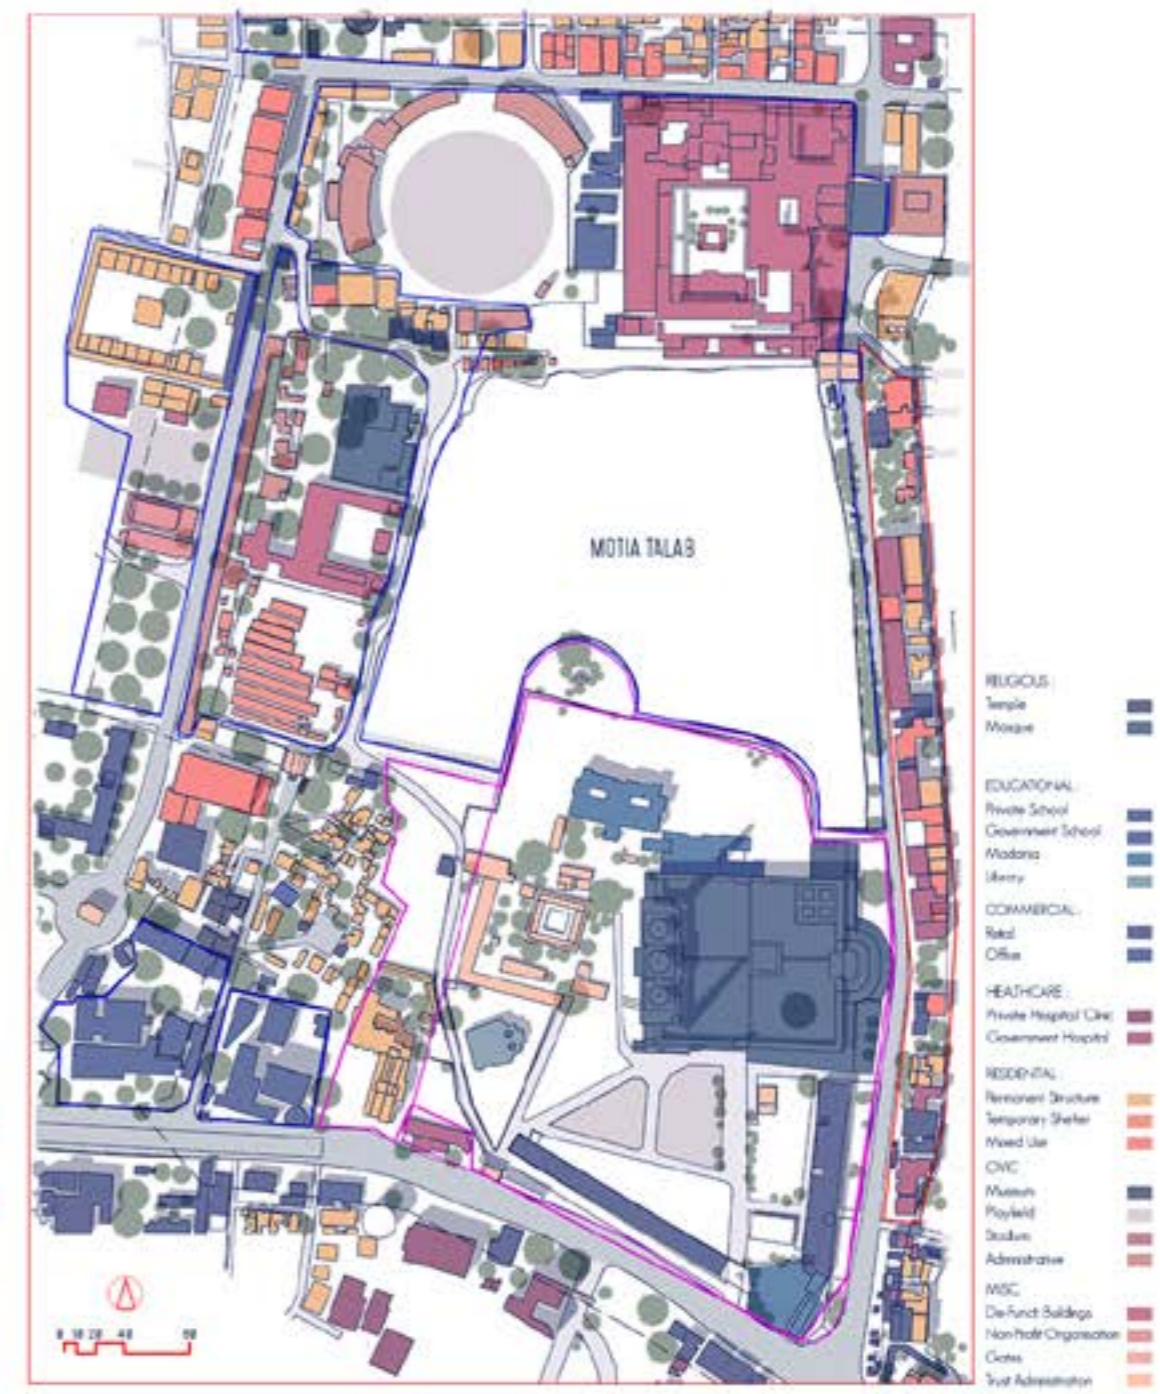 MOTIA TALAB
RELIGIOUS :
Temple
Mosque
EDUCATIONAL :
Private School
Government School
Madarsa
Library
COMMERCIAL :
Retail
Office
HEATHCARE :
Private Hospital/ Clinic
Government Hospital
RESIDENTIAL :
Permanent Structure
Temporary Shelter
Mixed Use
CIVIC
Museum
Playfield
Stadium
Administrative
MISC
De-Funct Buildings
Non-Profit Organisation
Gates
Trust Administration
0 10 20 40 80